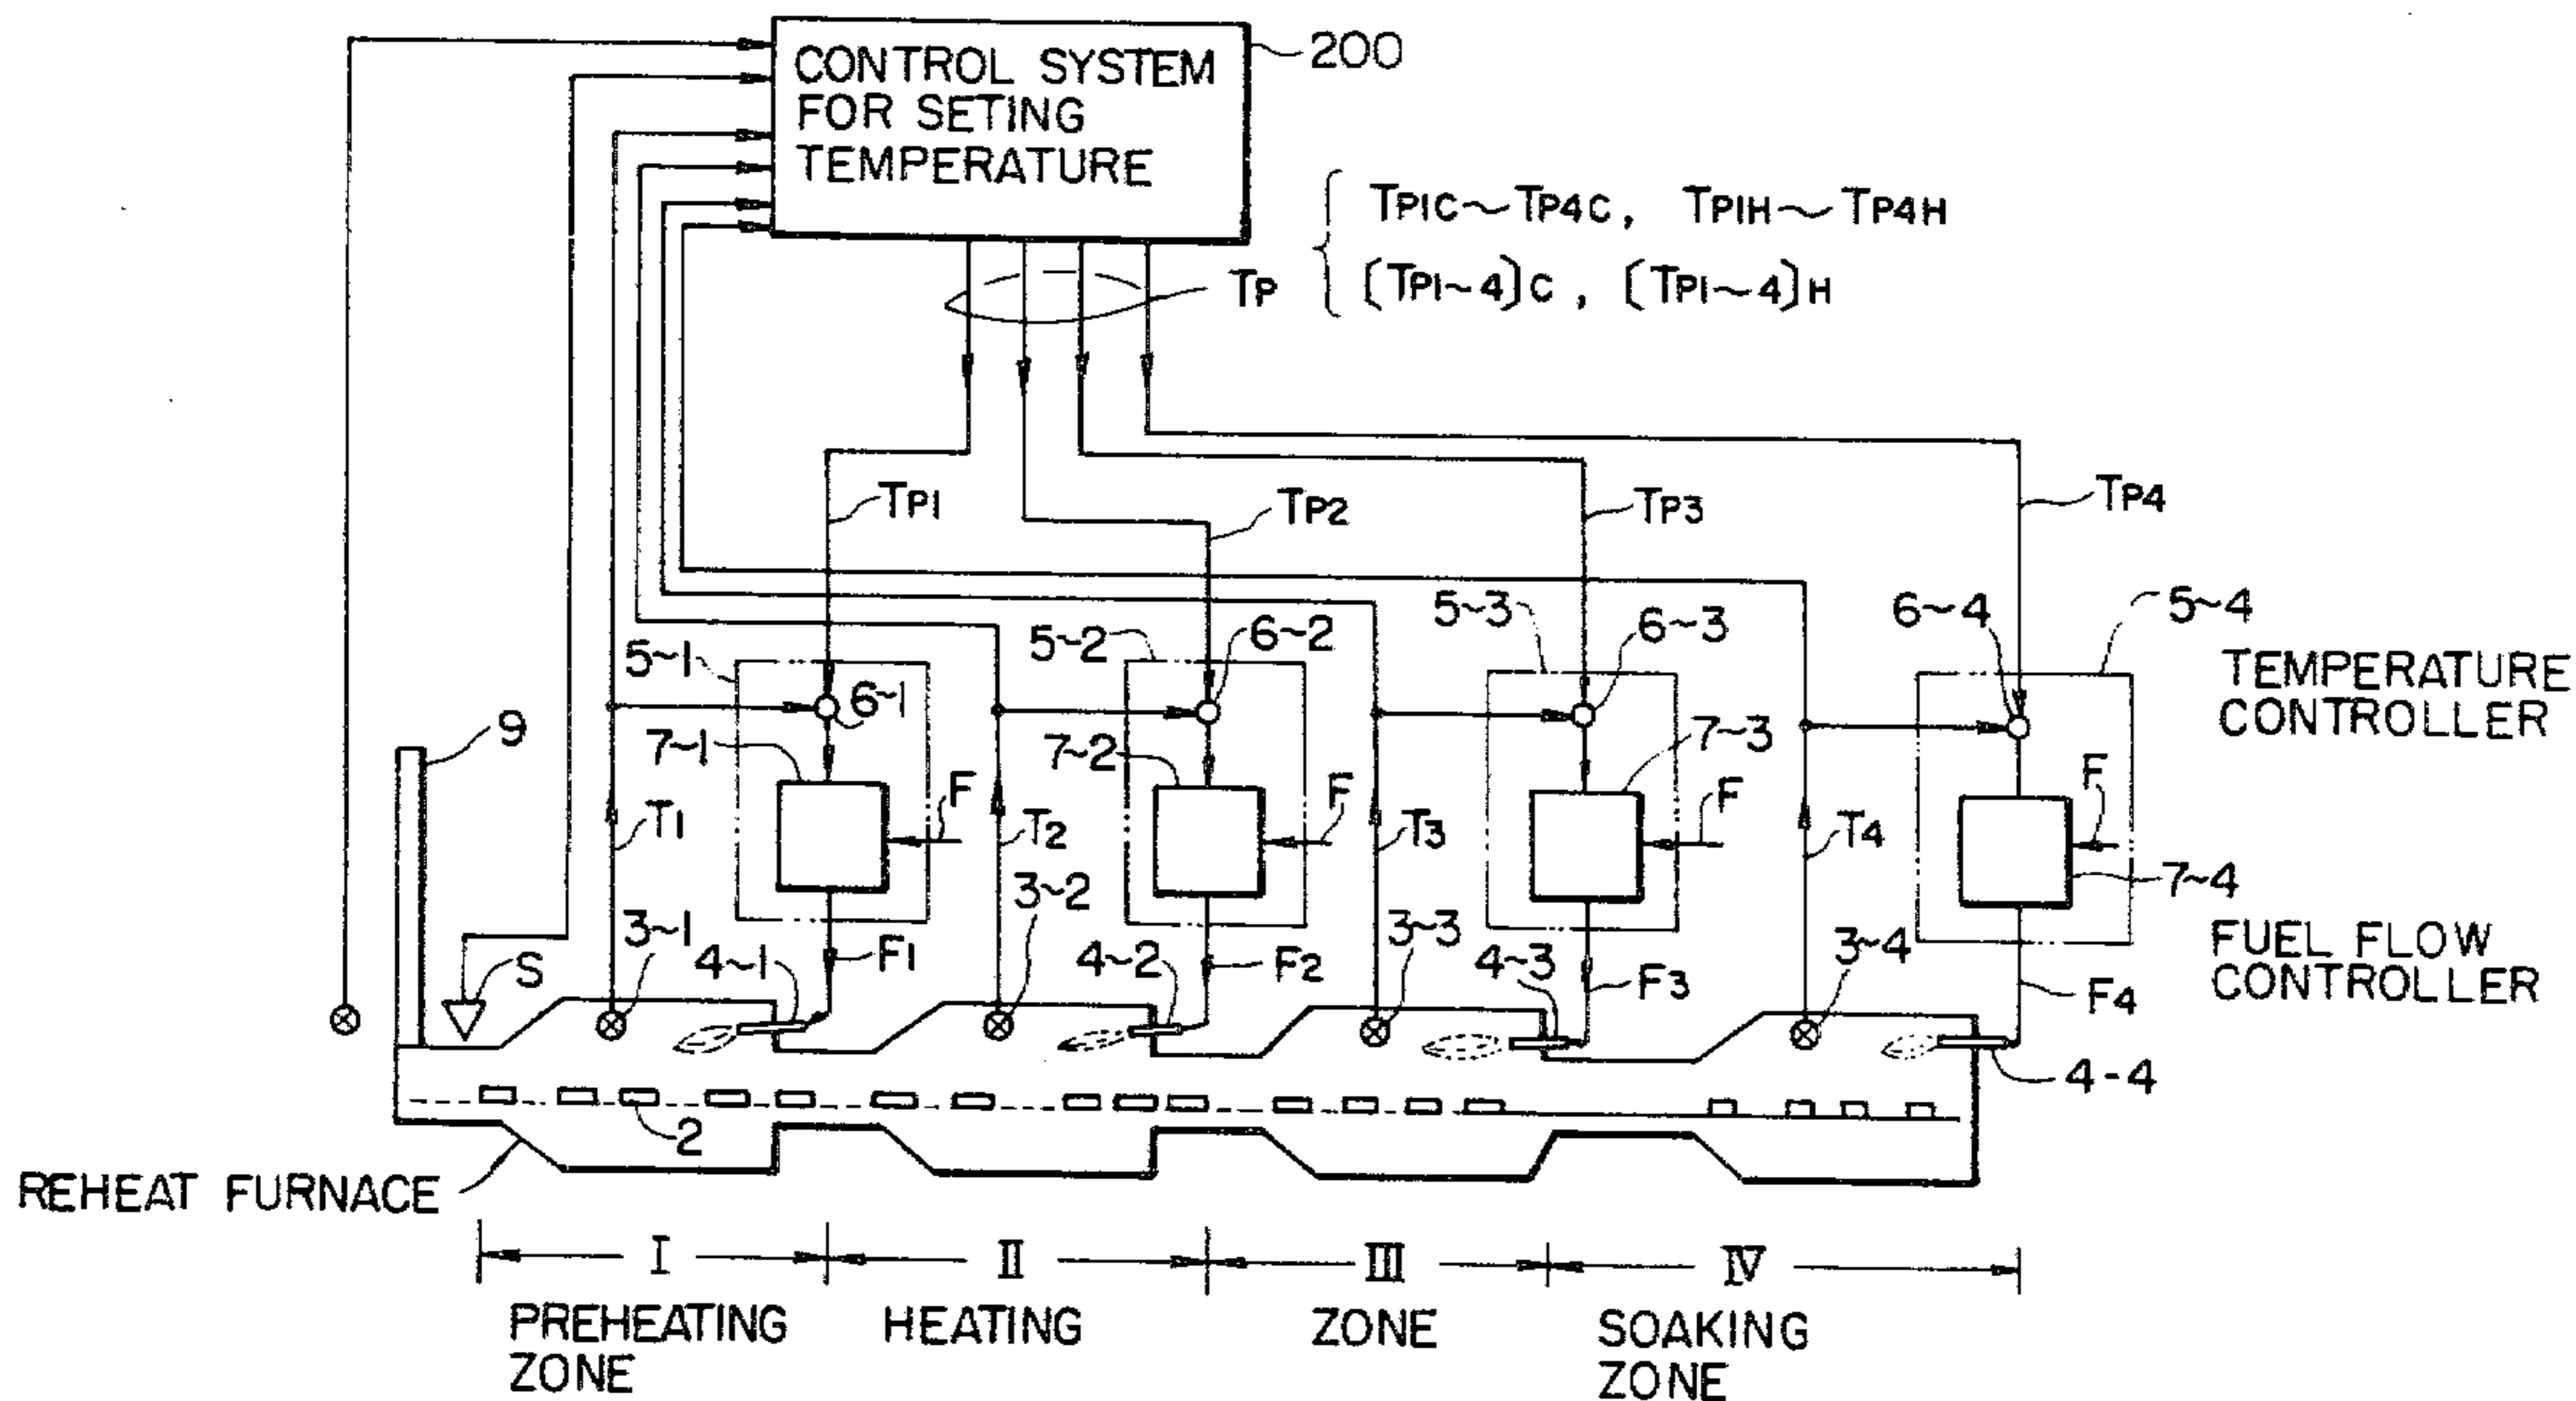 CONTROL SYSTEM
FOR SETING
TEMPERATURE
200
TP1C~TP4C, TP1H~TP4H
TP
(TP1~4)C, (TP1~4)H
TP1
TP2
TP3
TP4
5~1
5~2
5~3
5~4
6~1
6~2
6~3
6~4
TEMPERATURE
CONTROLLER
9
7~1
7~2
7~3
7~4
F
F
F
F
T1
T2
T3
T4
3~1
3~2
3~3
3~4
FUEL FLOW
CONTROLLER
S
4~1
4~2
4~3
4-4
F1
F2
F3
F4
2
REHEAT FURNACE
I II III IV
PREHEATING
ZONE
HEATING
ZONE
SOAKING
ZONE